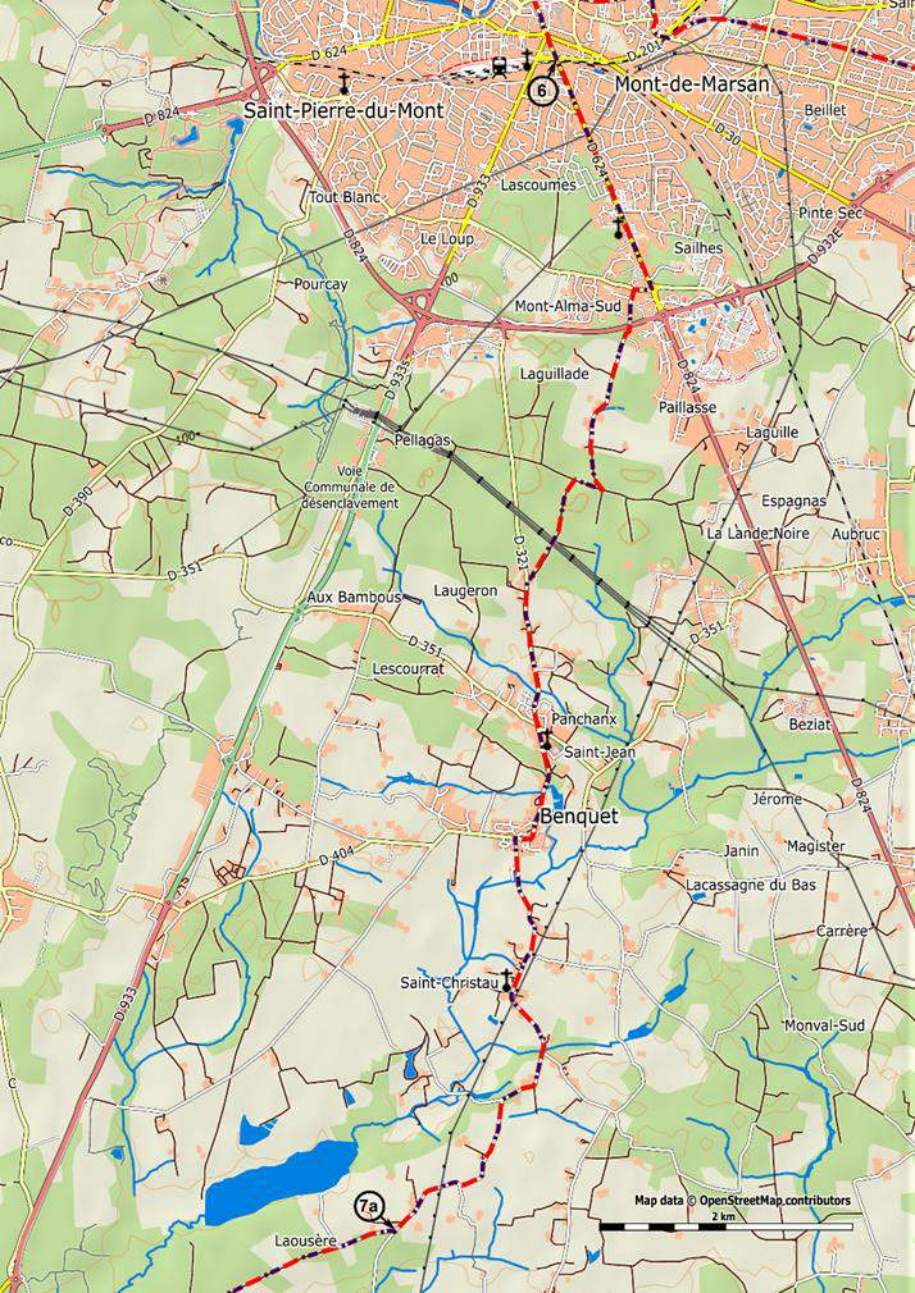 Sain
D 624
D 201
6
Mont-de-Marsan
Saint-Pierre-du-Mont
D 824
Beillet
D 30
D 624
Lascoumes
Tout Blanc
D 933
Pinte Sec
Le Loup
D 824
Sailhes
D 932E
Pourcay
100
Mont-Alma-Sud
D 933s
Laguillade
D 824
Paillasse
100
Pellagas
Laguille
Voie
Communale de
désenclavement
D 390
Espagnas
La Lande Noire
Aubruc
co
D 321
D 351
Laugeron
Aux Bambous
D 351
D 351
Lescourrat
Panchanx
Beziat
Saint-Jean
D 824
Jérome
Benquet
Magister
Janin
D 404
Lacassagne du Bas
Carrère
Saint-Christau
D 933
Monval-Sud
C
Map data © OpenStreetMap contributors
7a
2 km
Laousère